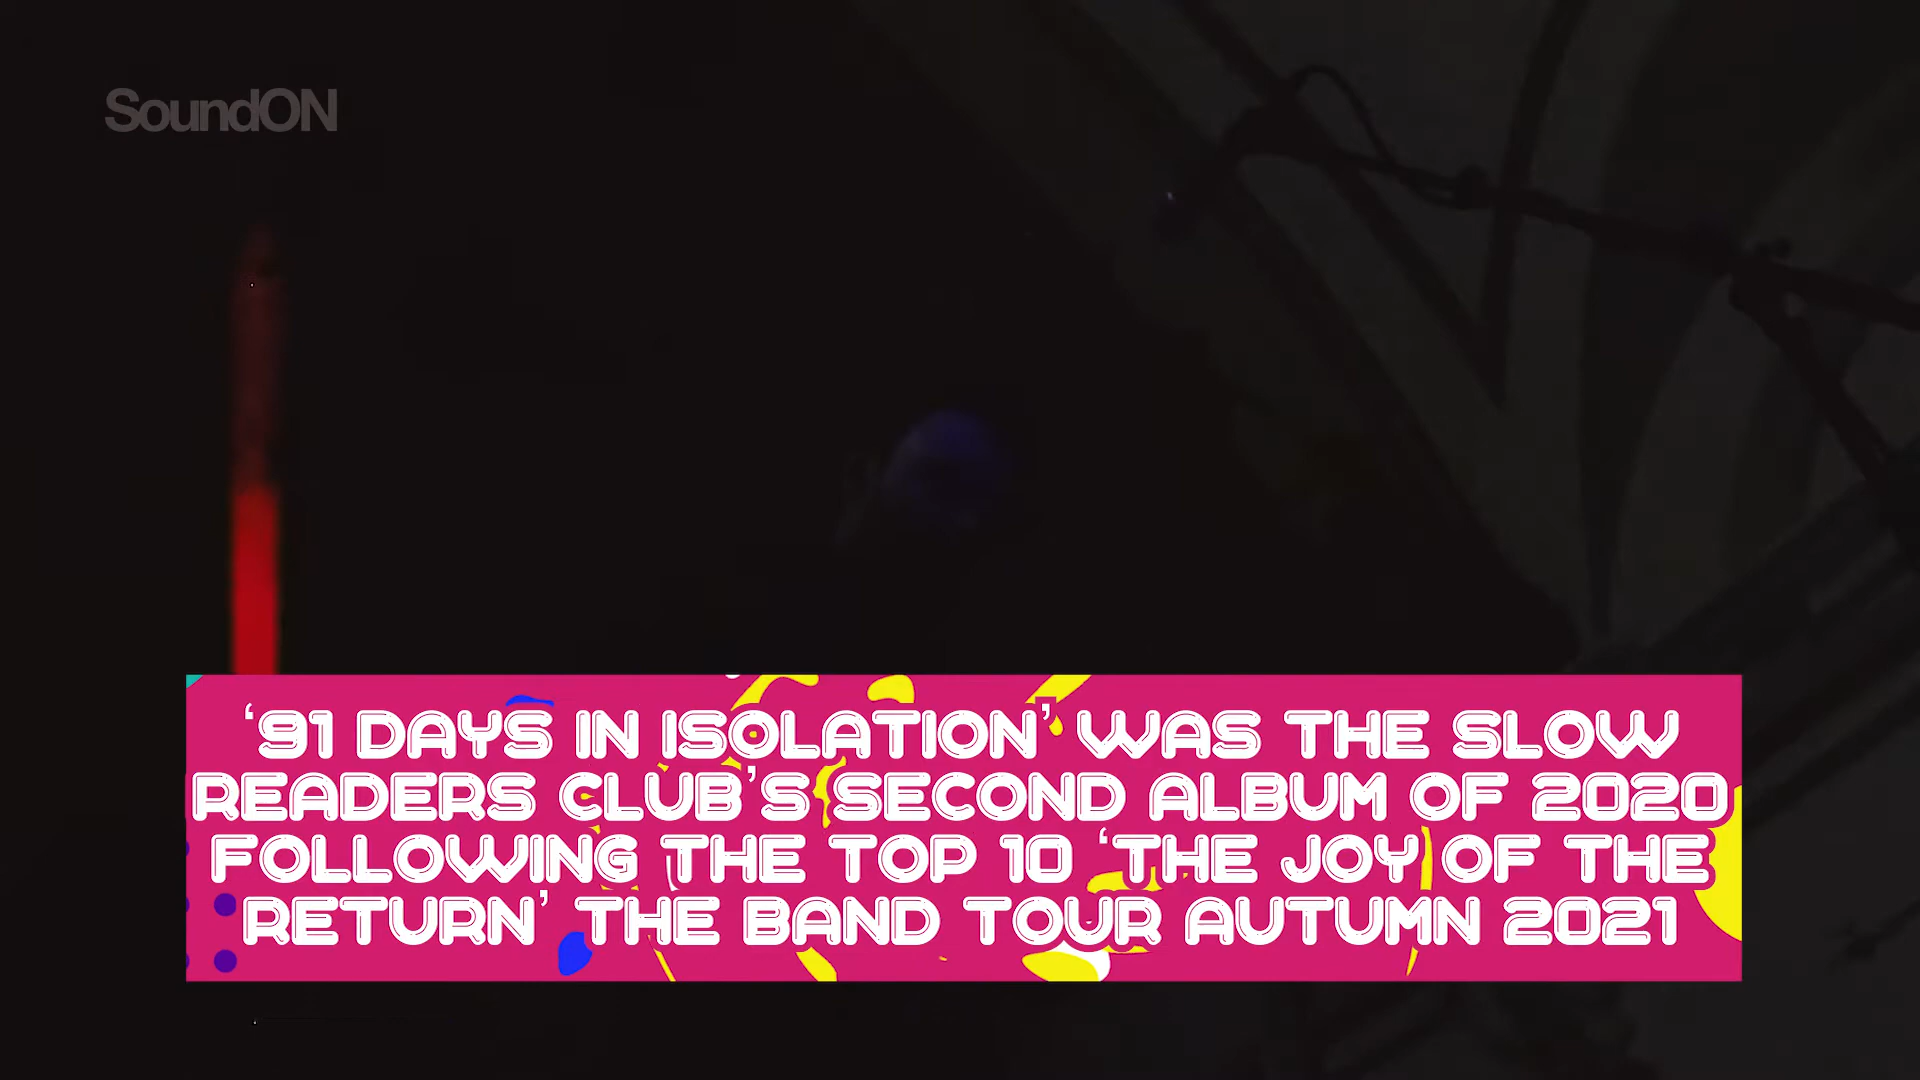 SoundON
‘91 DAYS IN ISOLATION’ WAS THE SLOW
READERS CLUB’S SECOND ALBUM OF 2020
FOLLOWING THE TOP 10 ‘THE JOY OF THE
RETURN’ THE BAND TOUR AUTUMN 2021